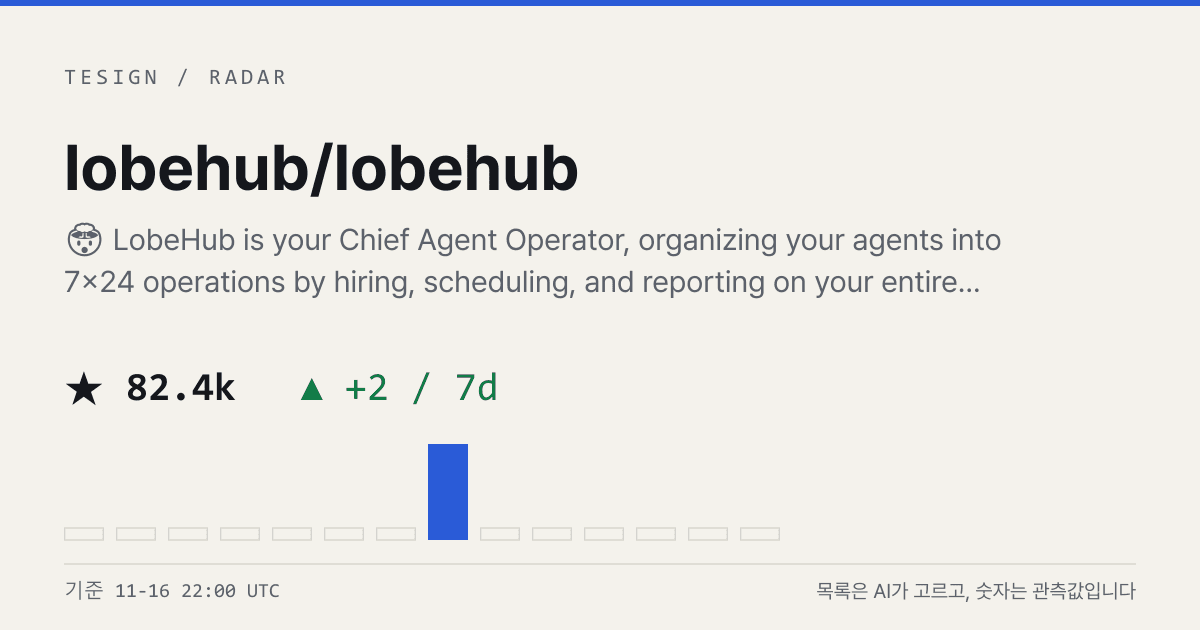 TESIGN / RADAR
lobehub/lobehub
🤯 LobeHub is your Chief Agent Operator, organizing your agents into
7×24 operations by hiring, scheduling, and reporting on your entire…
★ 82.4k ▲ +2 / 7d
기준 11-16 22:00 UTC
목록은 AI가 고르고, 숫자는 관측값입니다